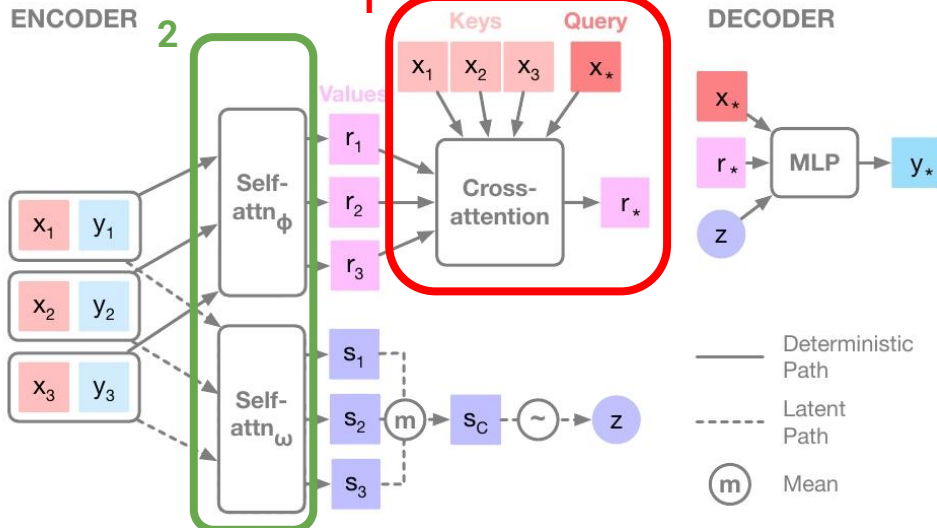 ENCODER
2
1
Keys
Query
DECODER
x₁ x₂ x₃ x*
Values
x*
r₁
Self-
attnϕ
Cross-
attention
r*
MLP
y*
r₂
r*
x₁ y₁
z
r₃
x₂ y₂
x₃ y₃
s₁
Deterministic
Path
Self-
attnω
s₂
m
s_C
~
z
Latent
Path
s₃
m
Mean